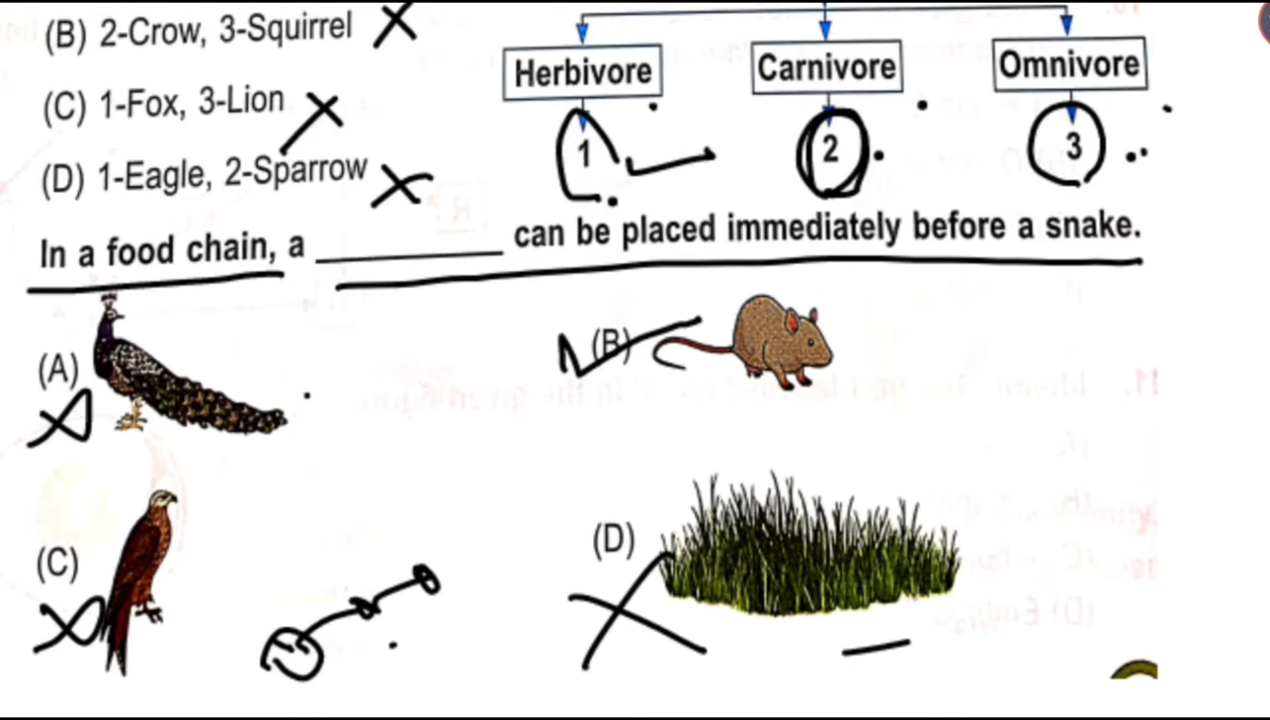 (B) 2-Crow, 3-Squirrel
(C) 1-Fox, 3-Lion
(D) 1-Eagle, 2-Sparrow
Herbivore Carnivore Omnivore
1 2 3
In a food chain, a ________ can be placed immediately before a snake.
(A)
(B)
(C)
(D)